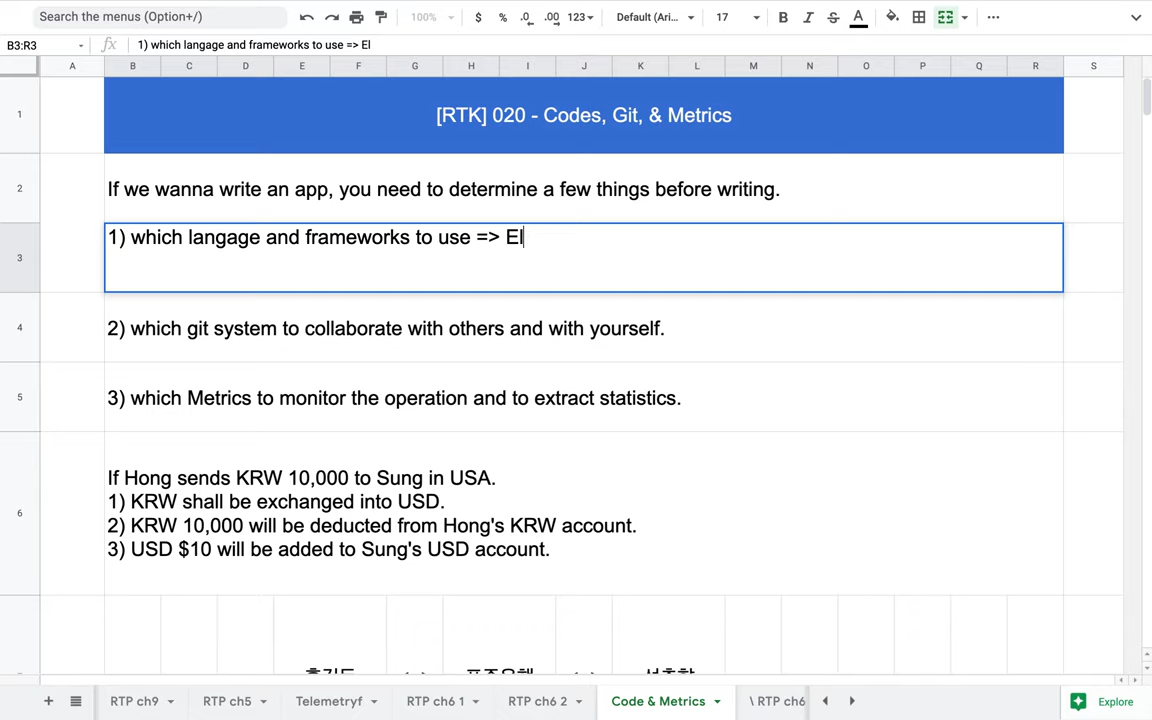 Search the menus (Option+/)
100%
$
%
.0
.00
123
Default (Ari...
17
B
I
S
A
B3:R3
fx
1) which langage and frameworks to use => El
A B C D E F G H I J K L M N O P Q R S
1
[RTK] 020 - Codes, Git, & Metrics
2
If we wanna write an app, you need to determine a few things before writing.
3
1) which langage and frameworks to use => El
4
2) which git system to collaborate with others and with yourself.
5
3) which Metrics to monitor the operation and to extract statistics.
6
If Hong sends KRW 10,000 to Sung in USA.
1) KRW shall be exchanged into USD.
2) KRW 10,000 will be deducted from Hong's KRW account.
3) USD $10 will be added to Sung's USD account.
RTP ch9
RTP ch5
Telemetryf
RTP ch6 1
RTP ch6 2
Code & Metrics
\ RTP ch6
Explore